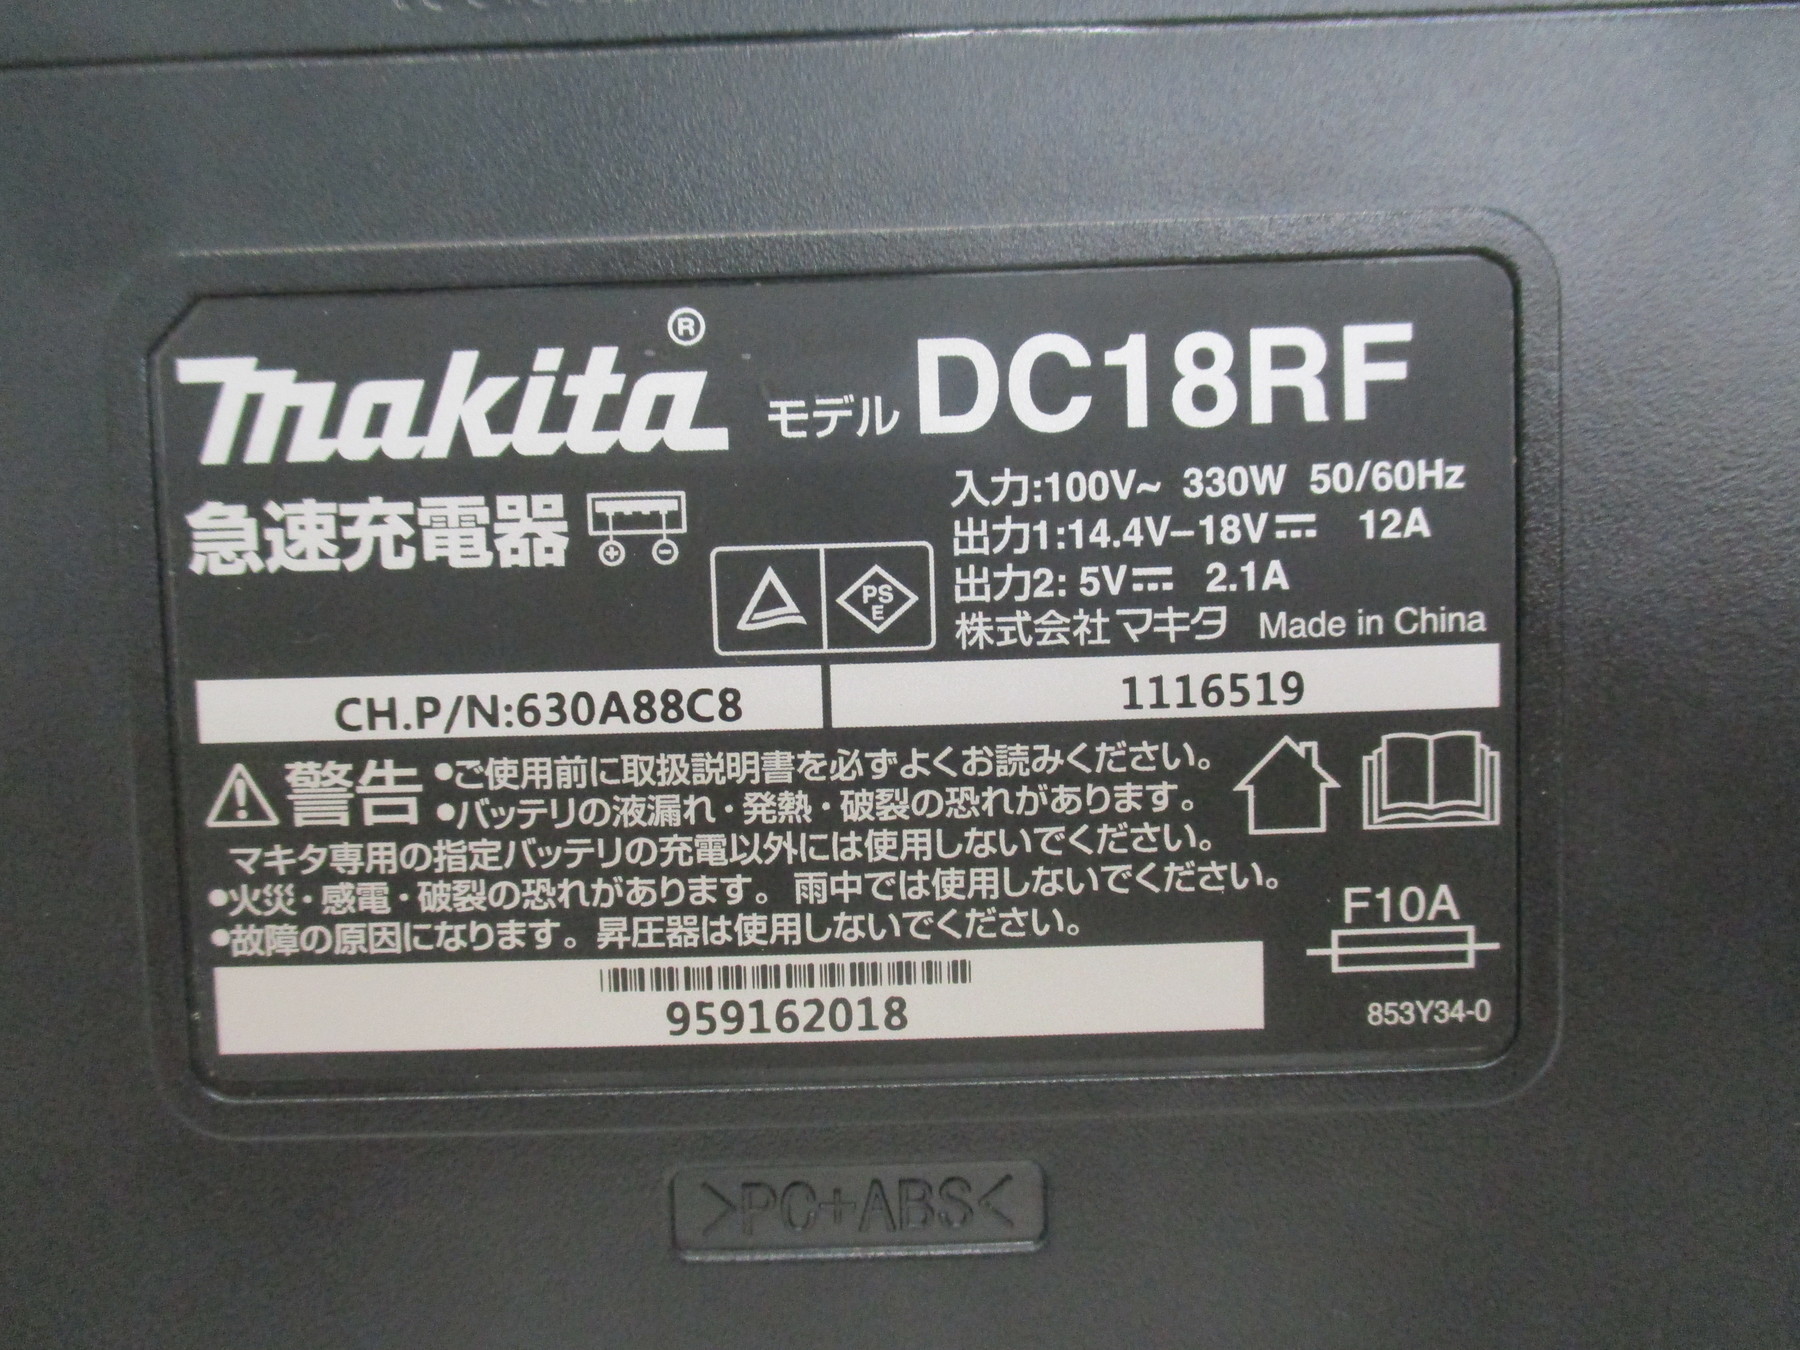 makita®
モデル DC18RF
急速充電器
入力:100V~ 330W 50/60Hz
出力1:14.4V-18V⎓ 12A
出力2: 5V⎓ 2.1A
PS
E
株式会社マキタ Made in China
CH.P/N:630A88C8
1116519
警告
●ご使用前に取扱説明書を必ずよくお読みください。
●バッテリの液漏れ・発熱・破裂の恐れがあります。
マキタ専用の指定バッテリの充電以外には使用しないでください。
●火災・感電・破裂の恐れがあります。 雨中では使用しないでください。
●故障の原因になります。昇圧器は使用しないでください。
F10A
959162018
853Y34-0
>PC+ABS<